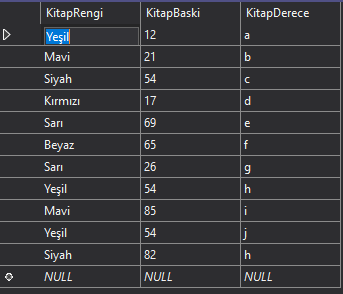 KitapRengi KitapBaski KitapDerece
Yeşil 12 a
Mavi 21 b
Siyah 54 c
Kırmızı 17 d
Sarı 69 e
Beyaz 65 f
Sarı 26 g
Yeşil 54 h
Mavi 85 i
Yeşil 54 j
Siyah 82 h
NULL NULL NULL